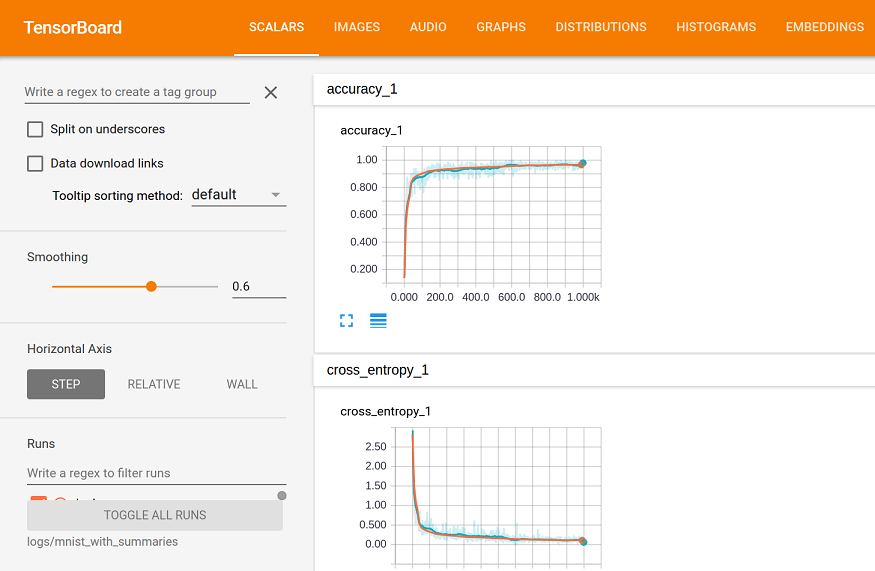 TensorBoard
SCALARS IMAGES AUDIO GRAPHS DISTRIBUTIONS HISTOGRAMS EMBEDDINGS
Write a regex to create a tag group
Split on underscores
Data download links
Tooltip sorting method: default
Smoothing
0.6
Horizontal Axis
STEP RELATIVE WALL
Runs
Write a regex to filter runs
TOGGLE ALL RUNS
logs/mnist_with_summaries
accuracy_1
accuracy_1
1.00
0.800
0.600
0.400
0.200
0.000 200.0 400.0 600.0 800.0 1.000k
cross_entropy_1
cross_entropy_1
2.50
2.00
1.50
1.00
0.500
0.00